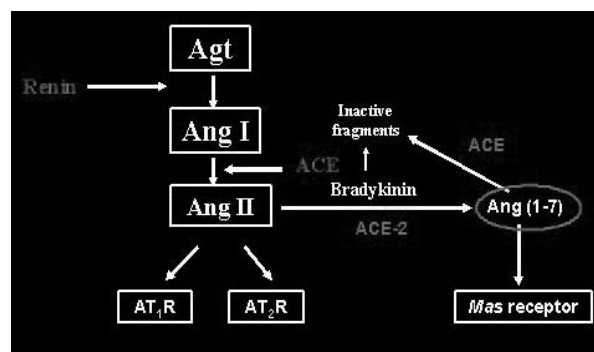 Agt
Renin
Ang I
Inactive
fragments
ACE
ACE
Bradykinin
Ang II
ACE-2
Ang (1-7)
AT₁R
AT₂R
Mas receptor